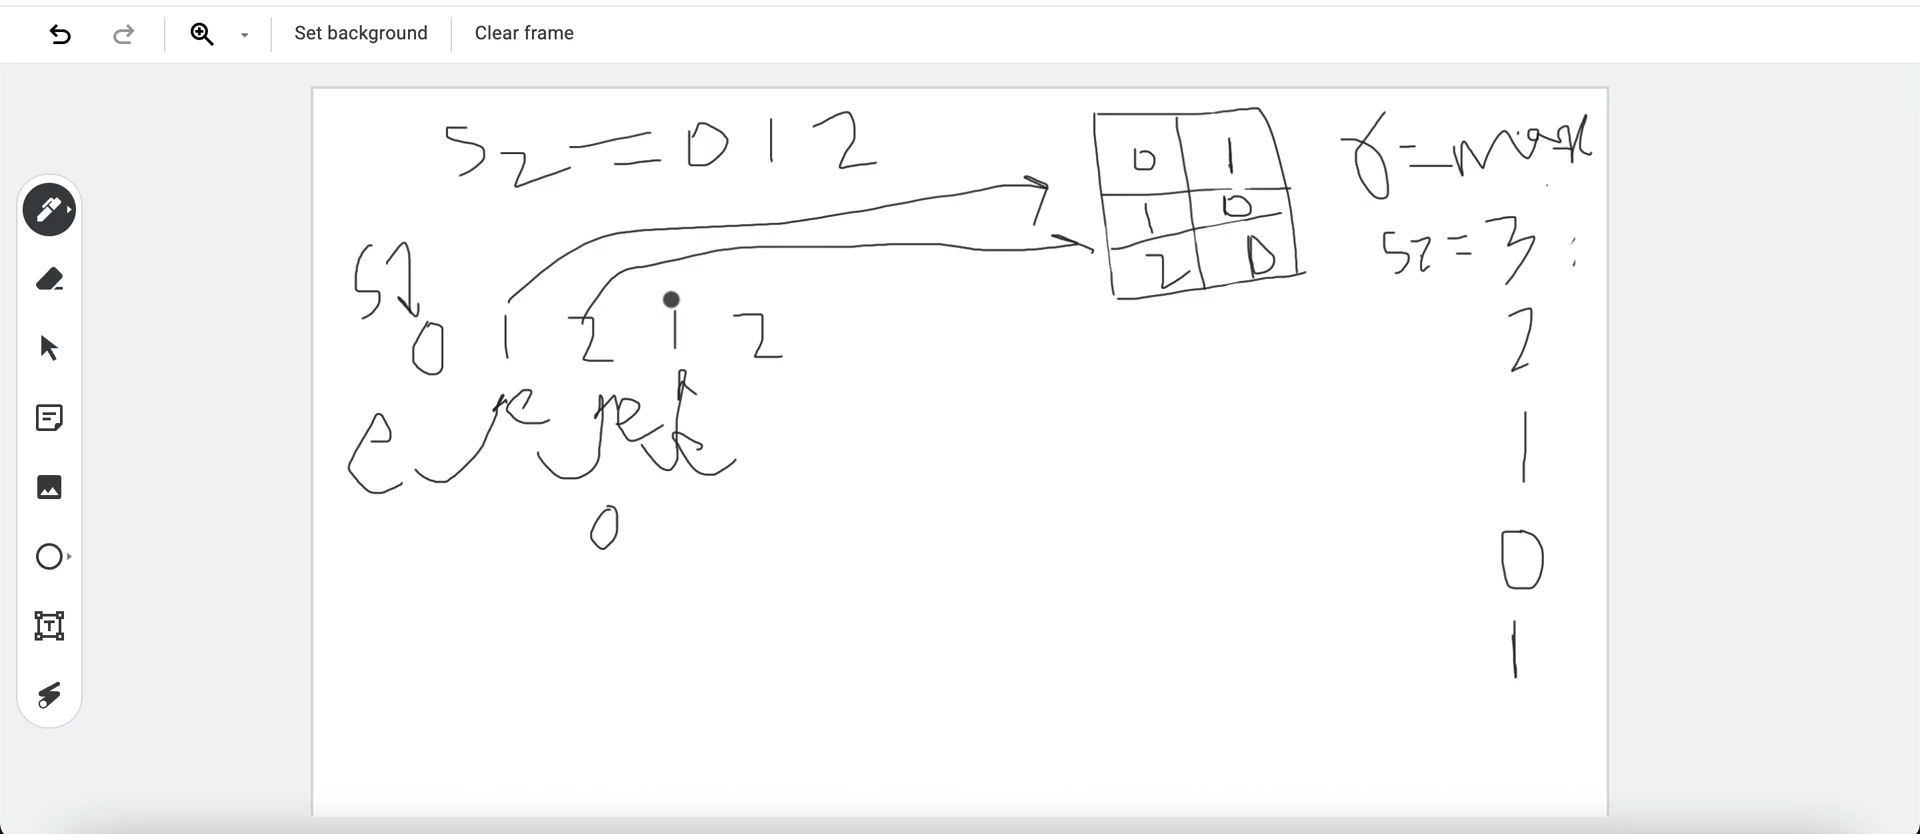 Set background
Clear frame
S2 = 0 1 2
0 1
1 0
2 0
S1
0 1 2 1 2
0
sz = 3
2
1
0
1